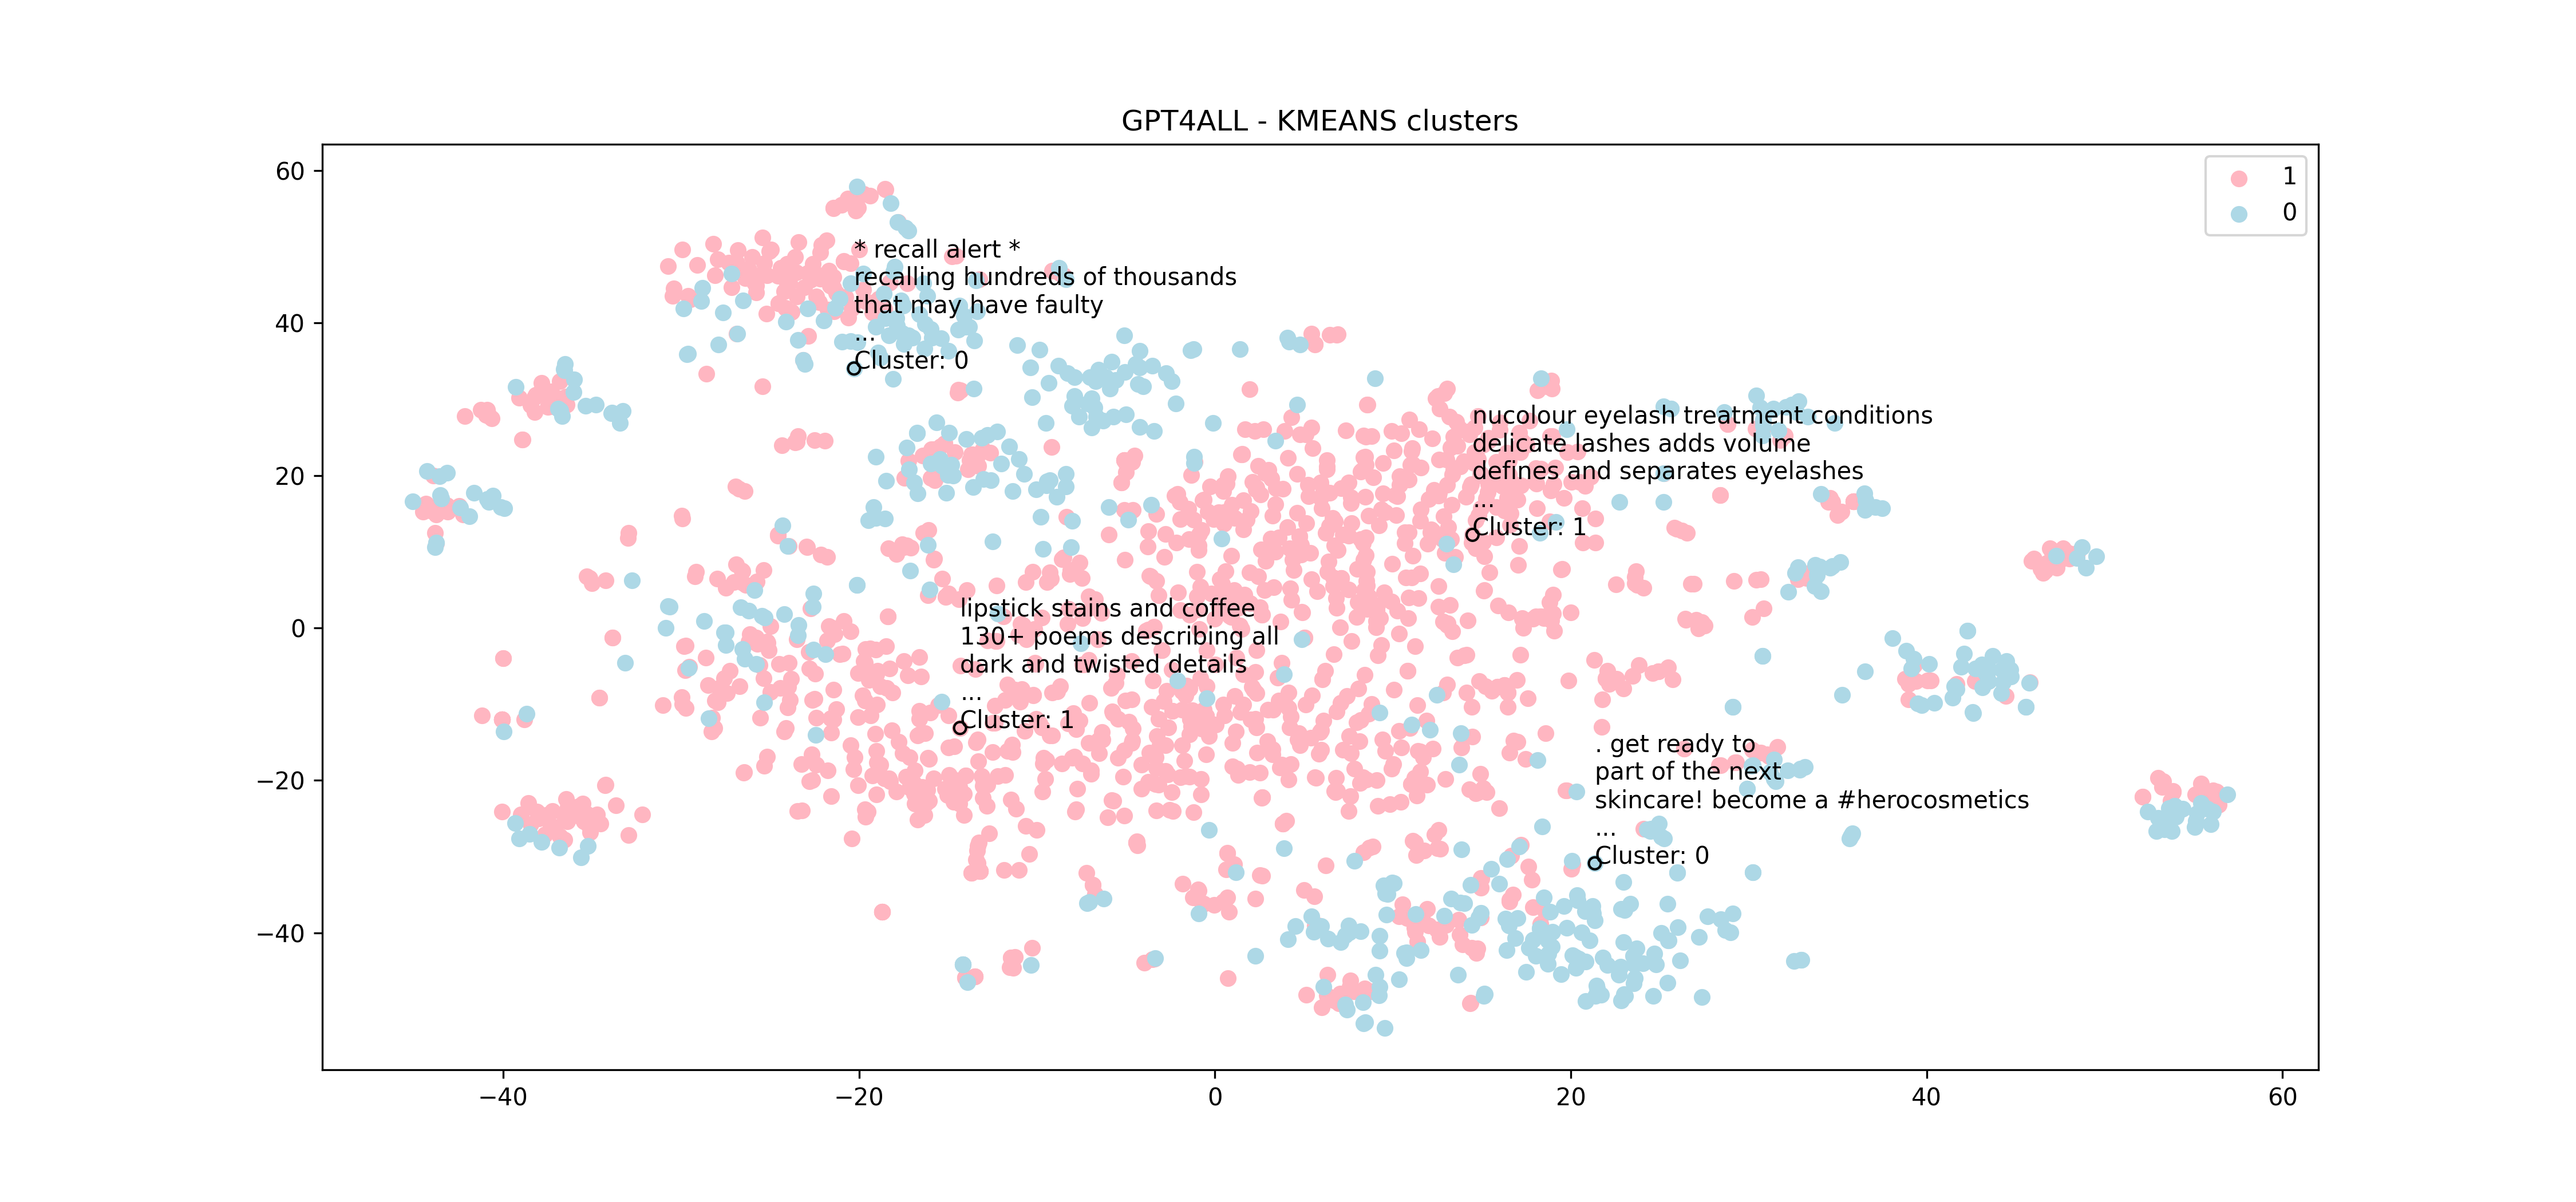 GPT4ALL - KMEANS clusters
1
0
60
40
20
0
−20
−40
−40
−20
0
20
40
60
* recall alert *
recalling hundreds of thousands
that may have faulty
...
Cluster: 0
nucolour eyelash treatment conditions
delicate lashes adds volume
defines and separates eyelashes
...
Cluster: 1
lipstick stains and coffee
130+ poems describing all
dark and twisted details
...
Cluster: 1
. get ready to
part of the next
skincare! become a #herocosmetics
...
Cluster: 0